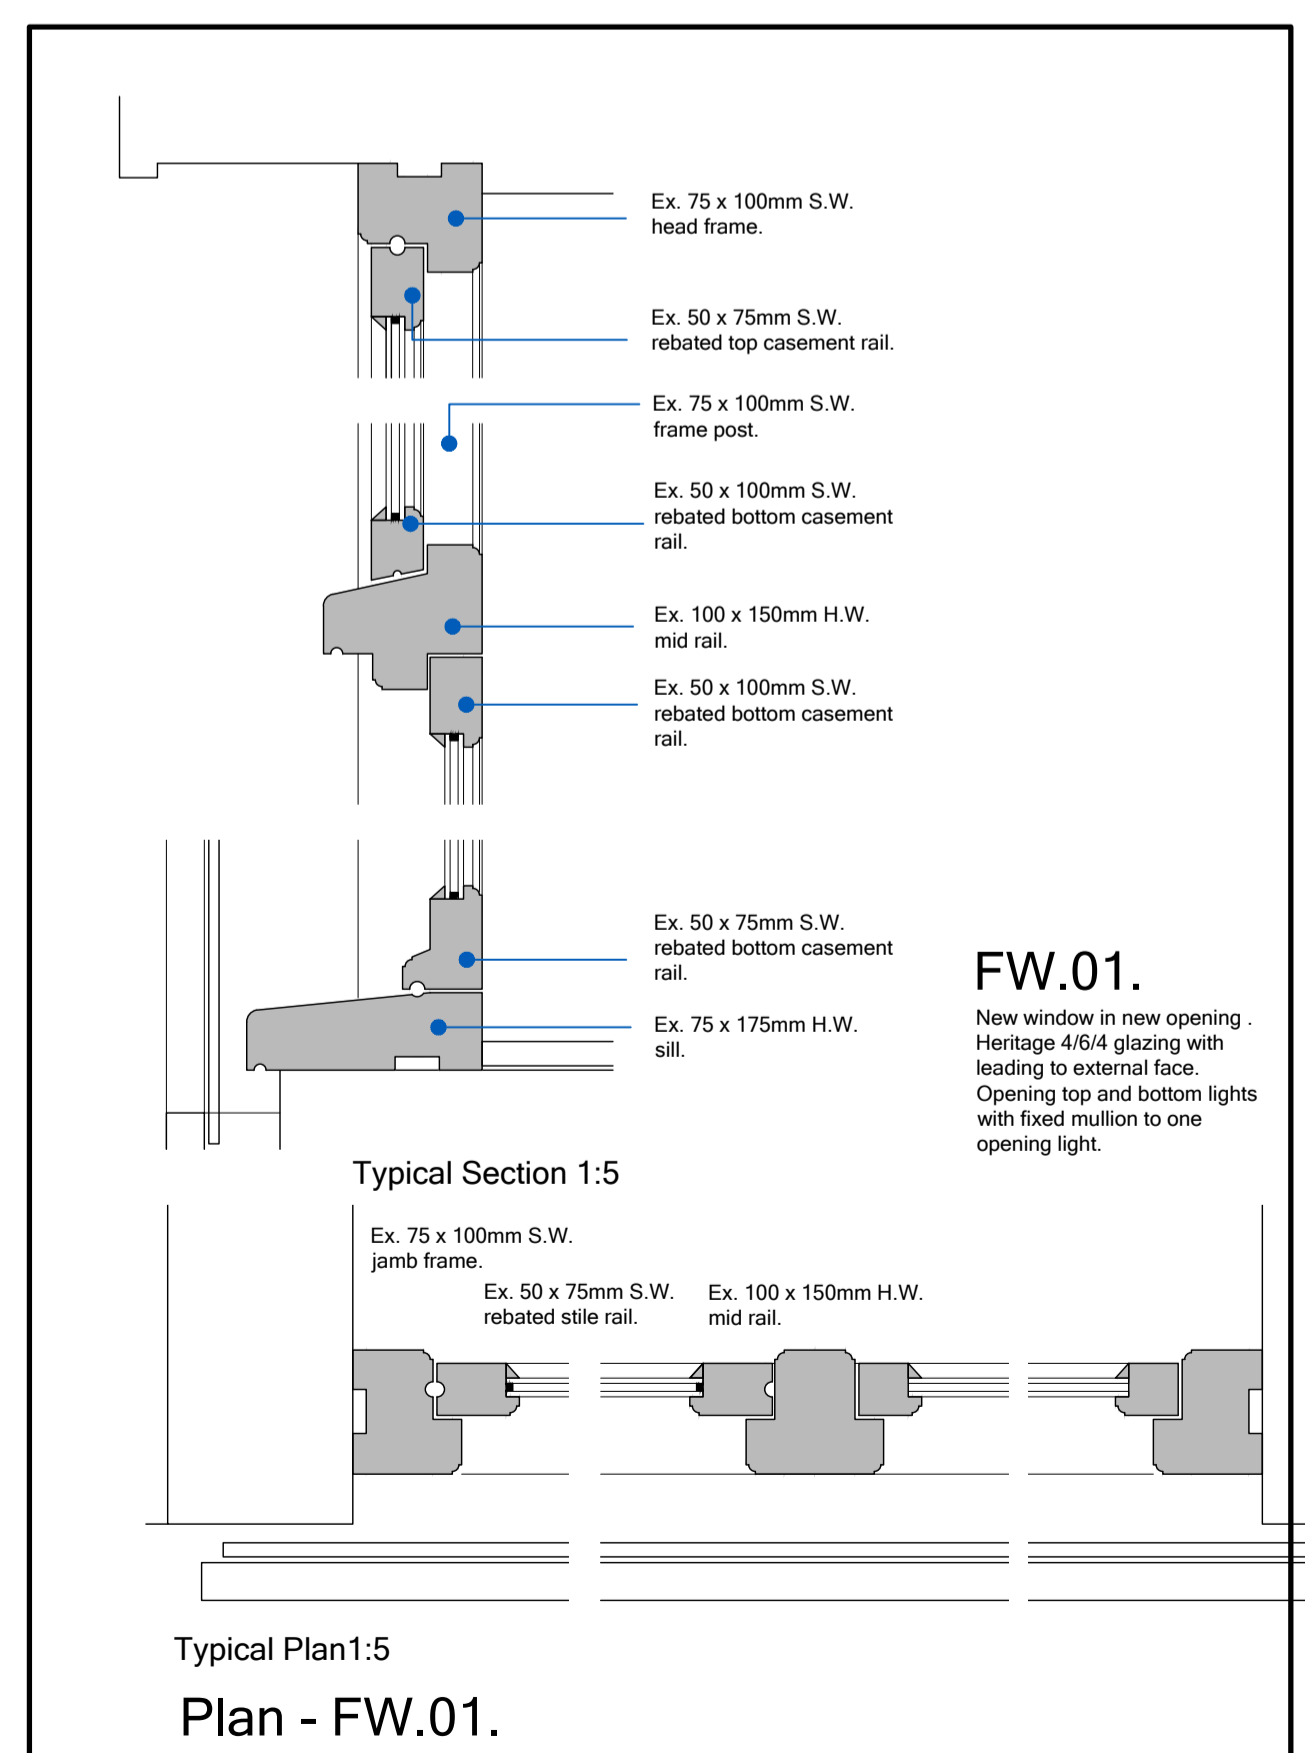 Ex. 75 x 100mm S.W.
head frame.
Ex. 50 x 75mm S.W.
rebated top casement rail.
Ex. 75 x 100mm S.W.
frame post.
Ex. 50 x 100mm S.W.
rebated bottom casement
rail.
Ex. 100 x 150mm H.W.
mid rail.
Ex. 50 x 100mm S.W.
rebated bottom casement
rail.
Ex. 50 x 75mm S.W.
rebated bottom casement
rail.
Ex. 75 x 175mm H.W.
sill.
FW.01.
New window in new opening .
Heritage 4/6/4 glazing with
leading to external face.
Opening top and bottom lights
with fixed mullion to one
opening light.
Typical Section 1:5
Ex. 75 x 100mm S.W.
jamb frame.
Ex. 50 x 75mm S.W.
rebated stile rail.
Ex. 100 x 150mm H.W.
mid rail.
Typical Plan1:5
Plan - FW.01.